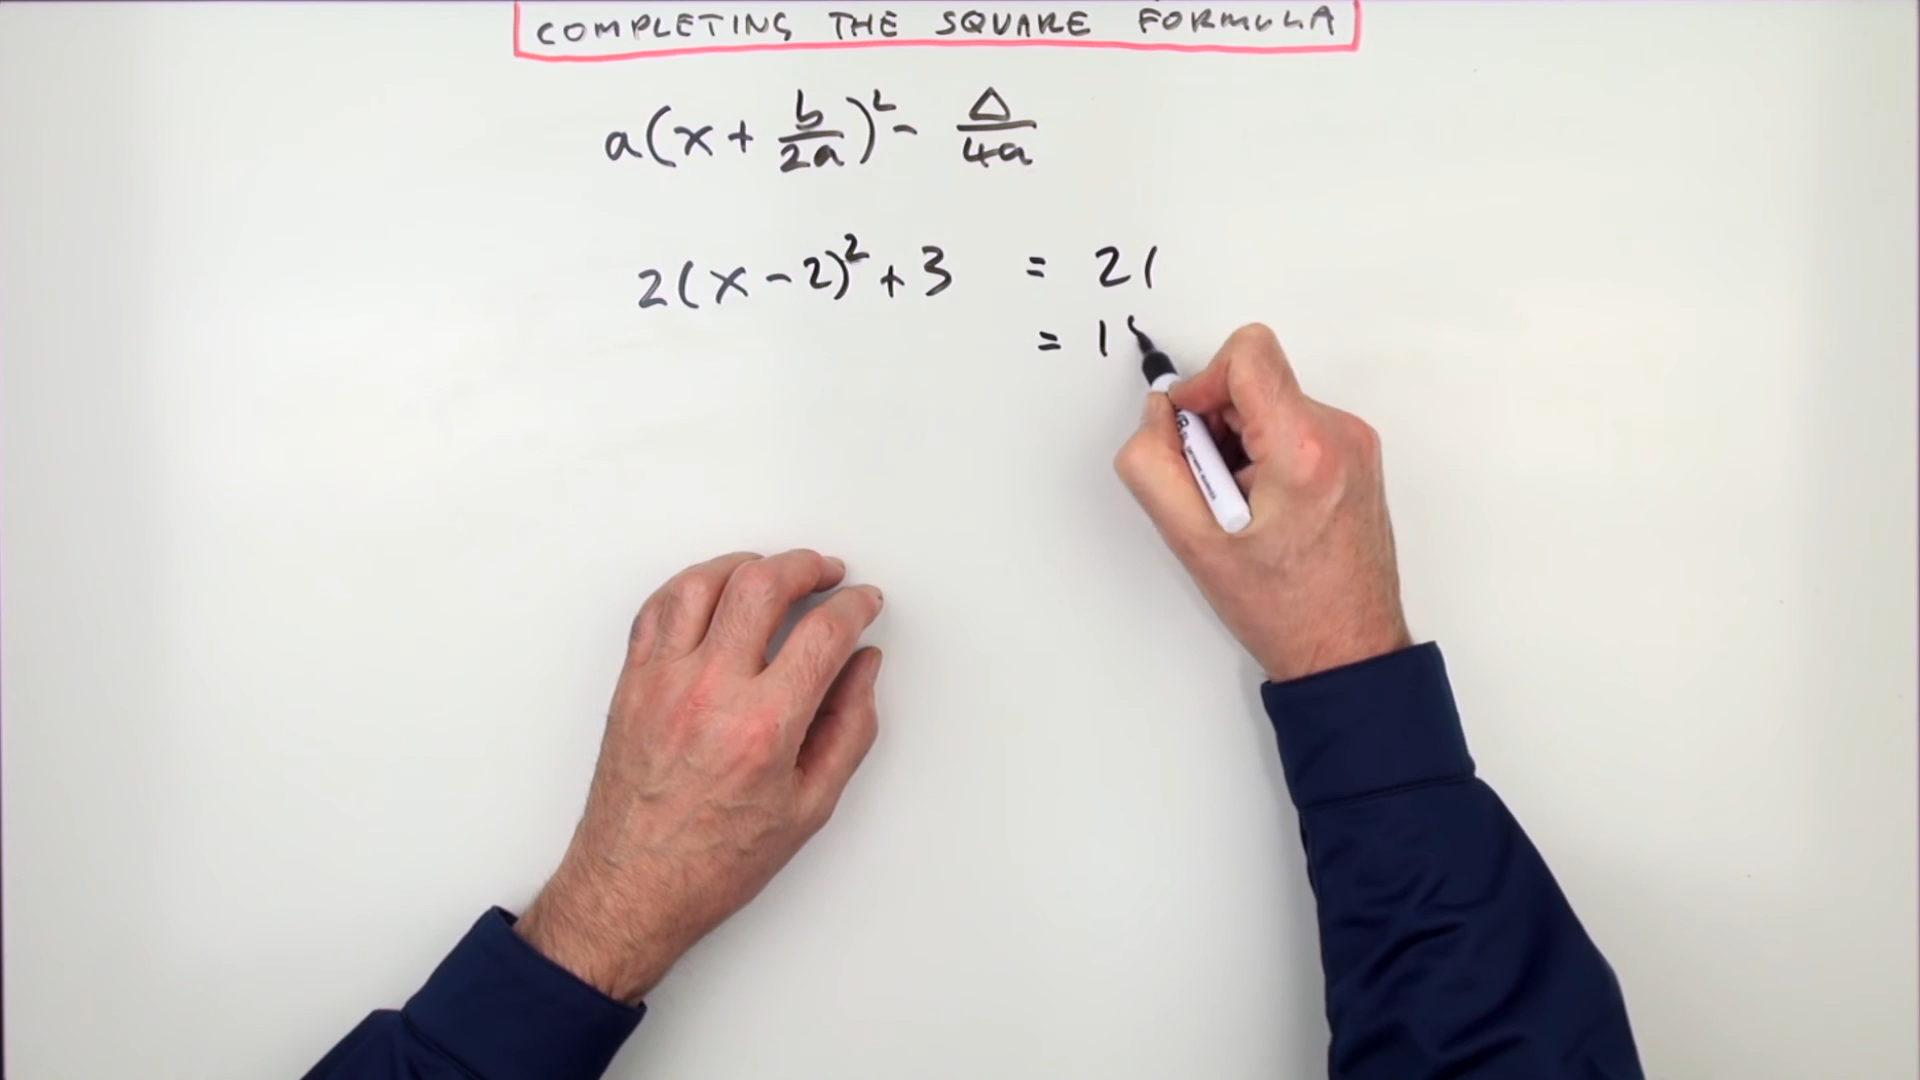 COMPLETING THE SQUARE FORMULA
a(x + b/2a)² - Δ/4a
2(x - 2)² + 3 = 21
= 1